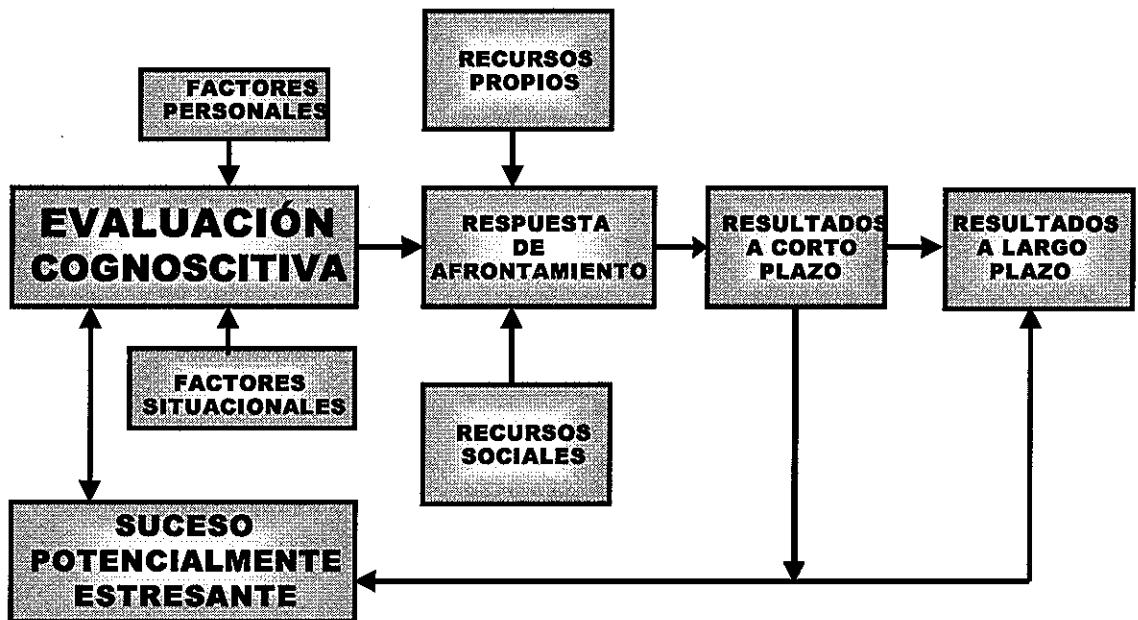 RECURSOS
PROPIOS
FACTORES
PERSONALES
EVALUACIÓN
COGNOSCITIVA
RESPUESTA
DE
AFRONTAMIENTO
RESULTADOS
A CORTO
PLAZO
RESULTADOS
A LARGO
PLAZO
FACTORES
SITUACIONALES
RECURSOS
SOCIALES
SUCESO
POTENCIALMENTE
ESTRESANTE